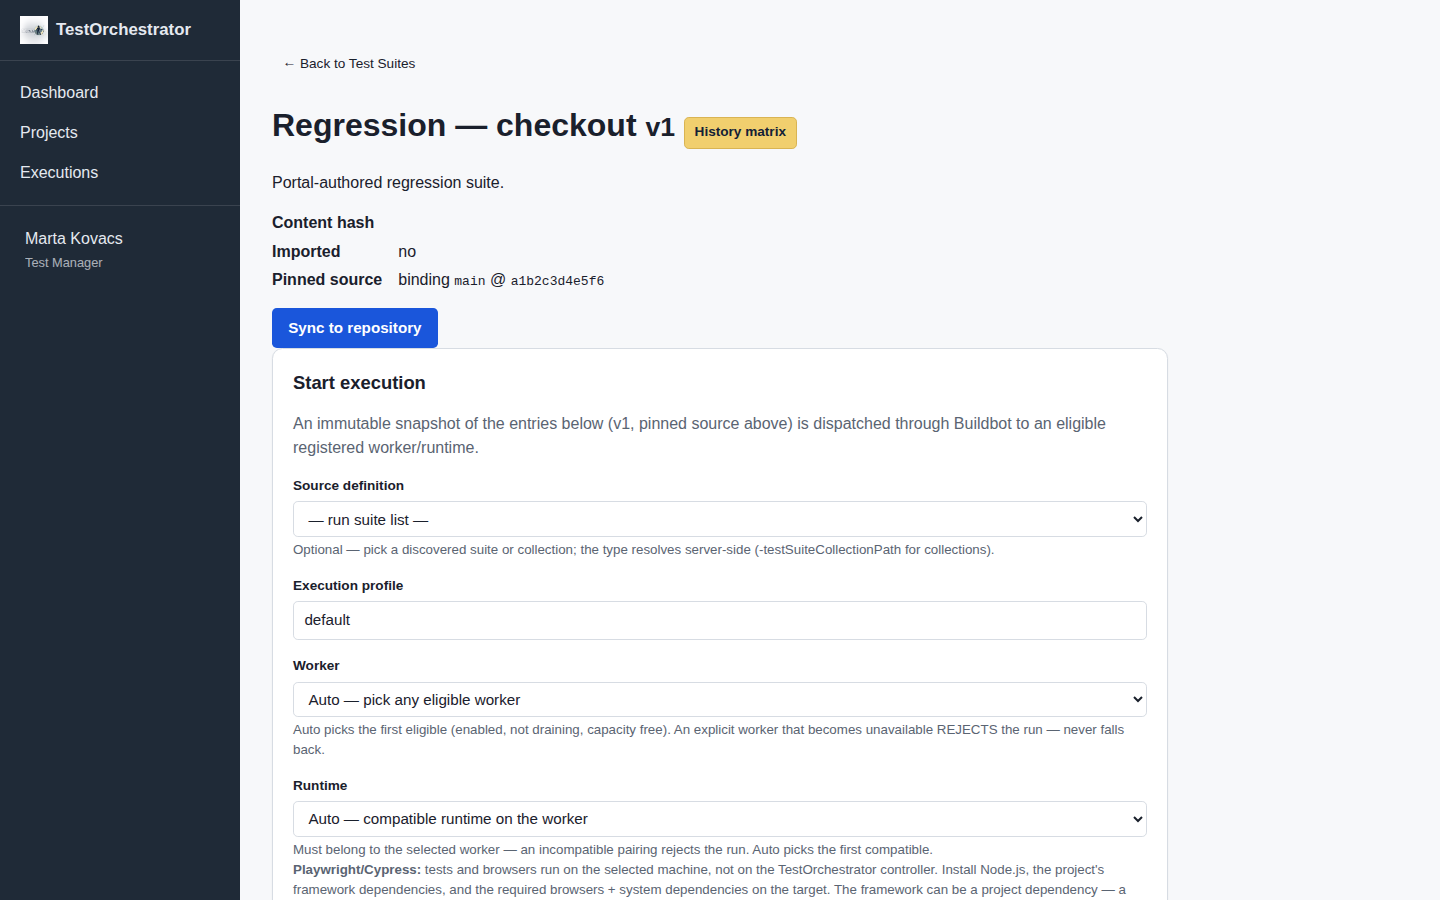 TestOrchestrator
Dashboard
Projects
Executions
Marta Kovacs
Test Manager
← Back to Test Suites
Regression — checkout v1 History matrix
Portal-authored regression suite.
Content hash
Imported no
Pinned source binding main @ a1b2c3d4e5f6
Sync to repository
Start execution
An immutable snapshot of the entries below (v1, pinned source above) is dispatched through Buildbot to an eligible
registered worker/runtime.
Source definition
— run suite list —
Optional — pick a discovered suite or collection; the type resolves server-side (-testSuiteCollectionPath for collections).
Execution profile
default
Worker
Auto — pick any eligible worker
Auto picks the first eligible (enabled, not draining, capacity free). An explicit worker that becomes unavailable REJECTS the run — never falls
back.
Runtime
Auto — compatible runtime on the worker
Must belong to the selected worker — an incompatible pairing rejects the run. Auto picks the first compatible.
Playwright/Cypress: tests and browsers run on the selected machine, not on the TestOrchestrator controller. Install Node.js, the project's
framework dependencies, and the required browsers + system dependencies on the target. The framework can be a project dependency — a